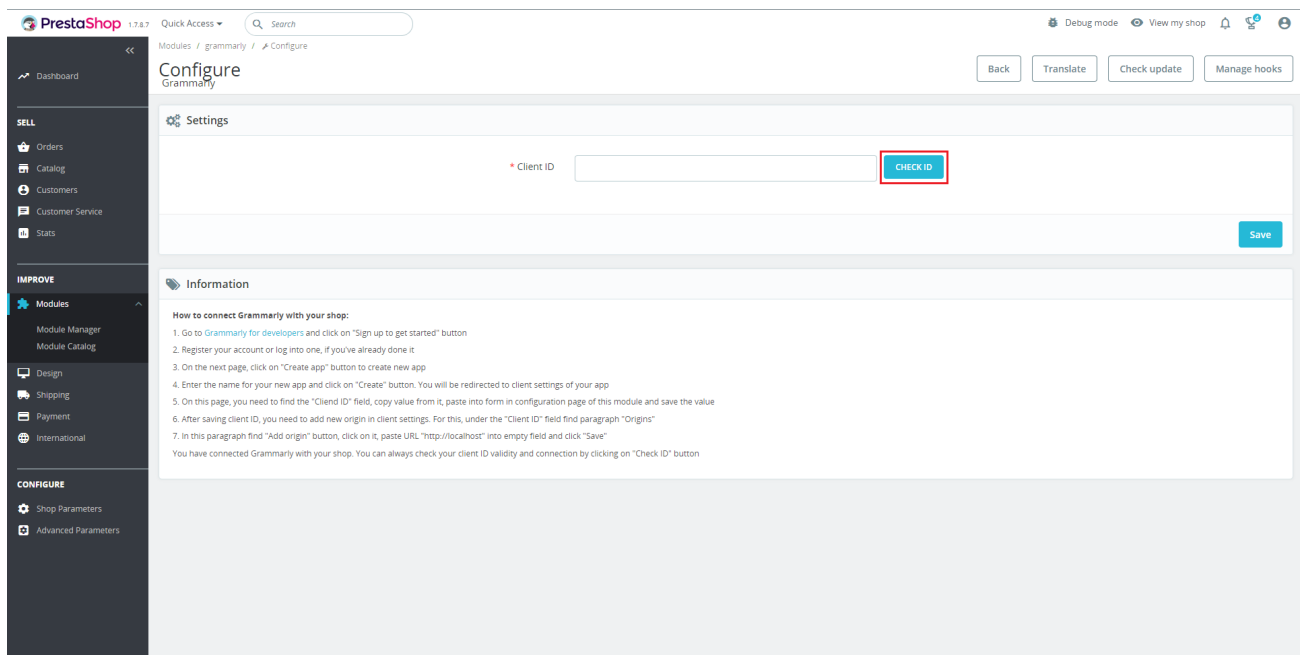 PrestaShop 1.7.8.7 Quick Access Search Debug mode View my shop
Modules / grammarly / Configure
Configure
Grammarly
Back Translate Check update Manage hooks
Dashboard
SELL
Orders
Catalog
Customers
Customer Service
Stats
IMPROVE
Modules
Module Manager
Module Catalog
Design
Shipping
Payment
International
CONFIGURE
Shop Parameters
Advanced Parameters
Settings
* Client ID CHECK ID
Save
Information
How to connect Grammarly with your shop:
1. Go to Grammarly for developers and click on "Sign up to get started" button
2. Register your account or log into one, if you've already done it
3. On the next page, click on "Create app" button to create new app
4. Enter the name for your new app and click on "Create" button. You will be redirected to client settings of your app
5. On this page, you need to find the "Cliend ID" field, copy value from it, paste into form in configuration page of this module and save the value
6. After saving client ID, you need to add new origin in client settings. For this, under the "Client ID" field find paragraph "Origins"
7. In this paragraph find "Add origin" button, click on it, paste URL "http://localhost" into empty field and click "Save"
You have connected Grammarly with your shop. You can always check your client ID validity and connection by clicking on "Check ID" button